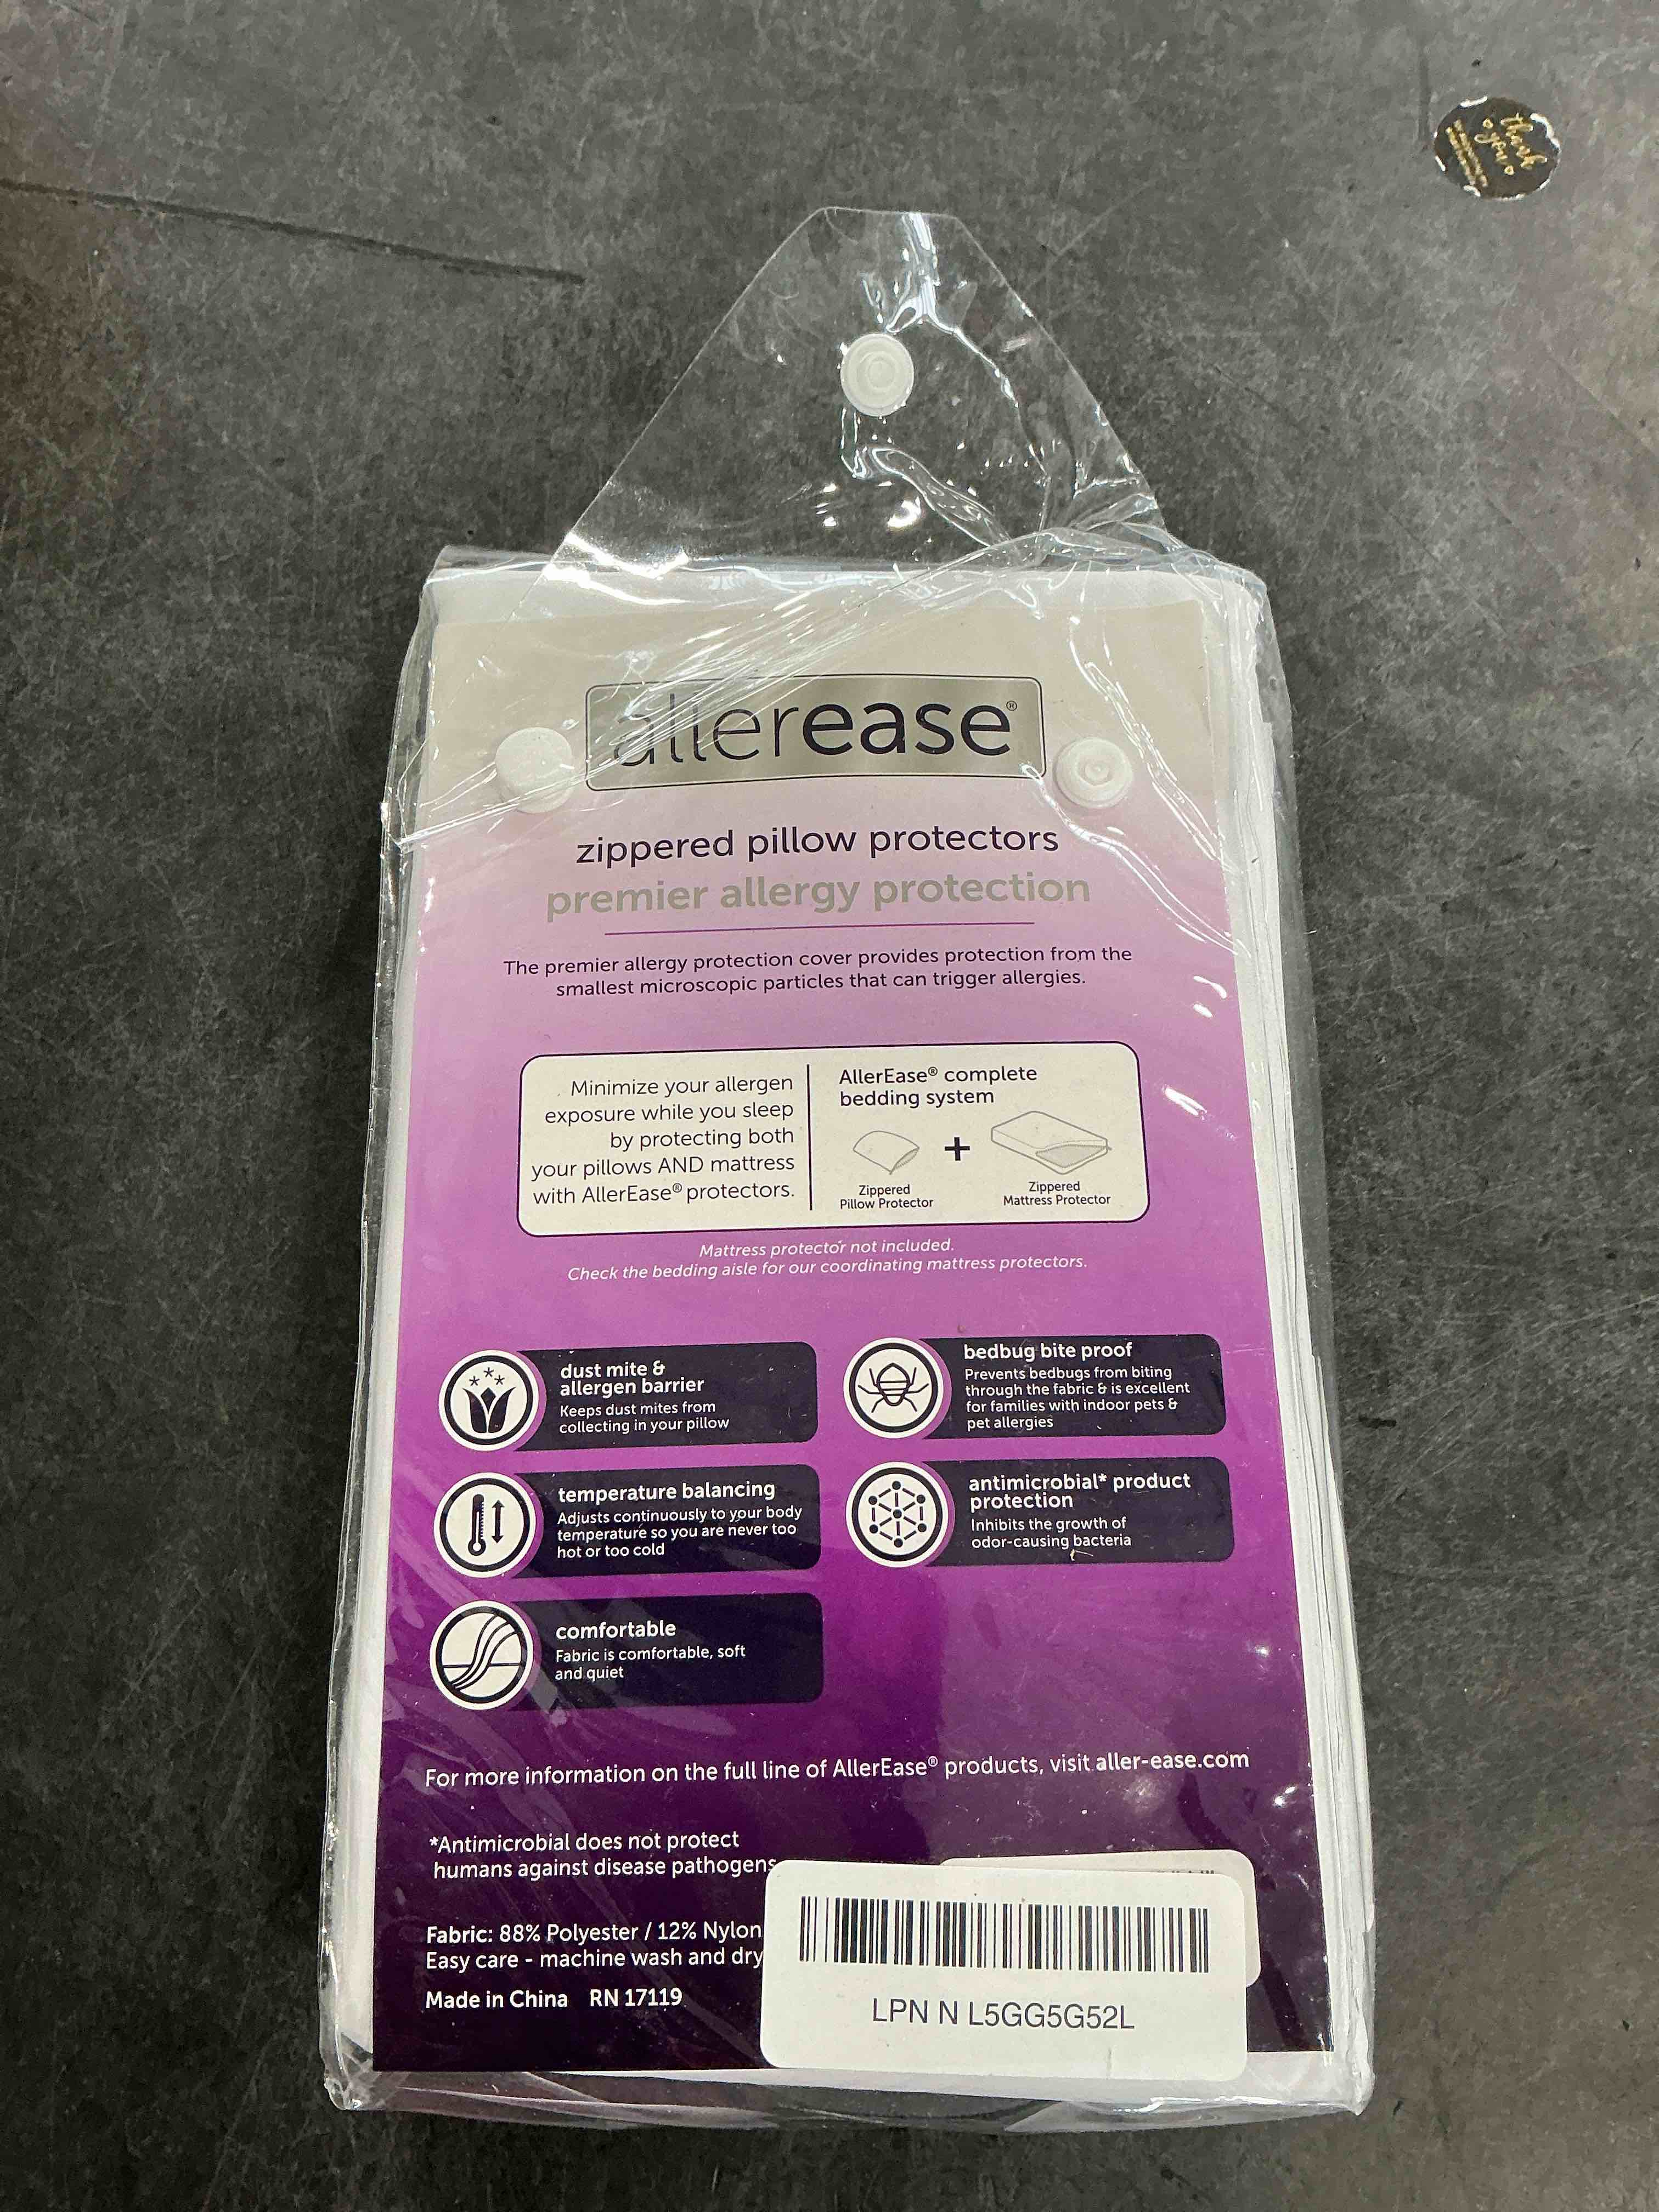 thank
you
allerease®
zippered pillow protectors
premier allergy protection
The premier allergy protection cover provides protection from the
smallest microscopic particles that can trigger allergies.
Minimize your allergen
exposure while you sleep
by protecting both
your pillows AND mattress
with AllerEase® protectors.
AllerEase® complete
bedding system
+
Zippered
Pillow Protector
Zippered
Mattress Protector
Mattress protector not included.
Check the bedding aisle for our coordinating mattress protectors.
dust mite &
allergen barrier
Keeps dust mites from
collecting in your pillow
bedbug bite proof
Prevents bedbugs from biting
through the fabric & is excellent
for families with indoor pets &
pet allergies
temperature balancing
Adjusts continuously to your body
temperature so you are never too
hot or too cold
antimicrobial* product
protection
Inhibits the growth of
odor-causing bacteria
comfortable
Fabric is comfortable, soft
and quiet
For more information on the full line of AllerEase® products, visit aller-ease.com
*Antimicrobial does not protect
humans against disease pathogens
Fabric: 88% Polyester / 12% Nylon
Easy care - machine wash and dry
Made in China RN 17119
LPN N L5GG5G52L